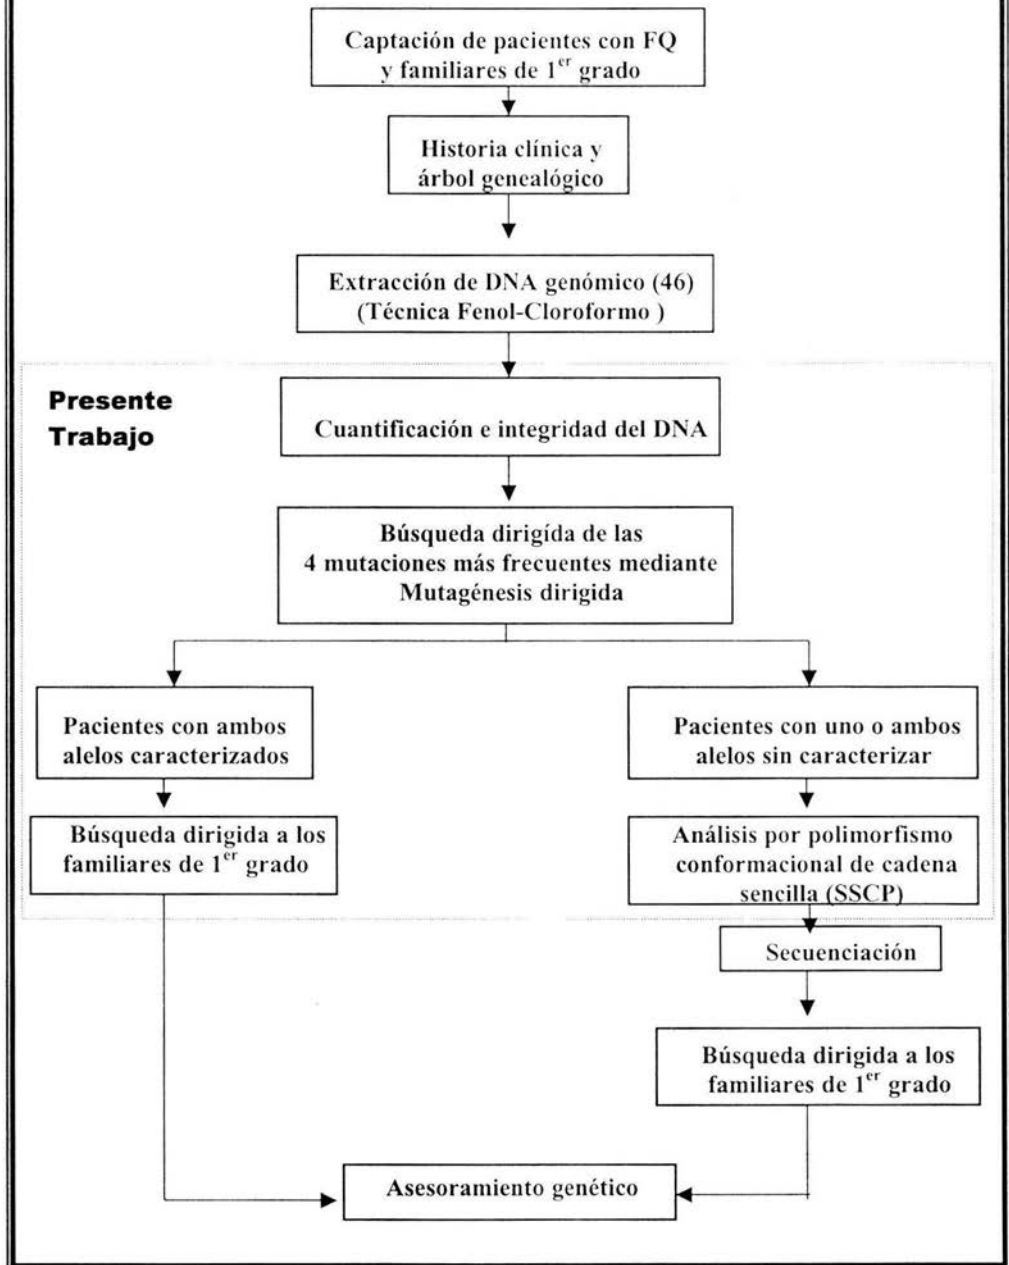 Captación de pacientes con FQ
y familiares de 1er grado
Historia clínica y
árbol genealógico
Extracción de DNA genómico (46)
(Técnica Fenol-Cloroformo )
Presente
Trabajo
Cuantificación e integridad del DNA
Búsqueda dirigída de las
4 mutaciones más frecuentes mediante
Mutagénesis dirigida
Pacientes con ambos
alelos caracterizados
Pacientes con uno o ambos
alelos sin caracterizar
Búsqueda dirigida a los
familiares de 1er grado
Análisis por polimorfismo
conformacional de cadena
sencilla (SSCP)
Secuenciación
Búsqueda dirigida a los
familiares de 1er grado
Asesoramiento genético